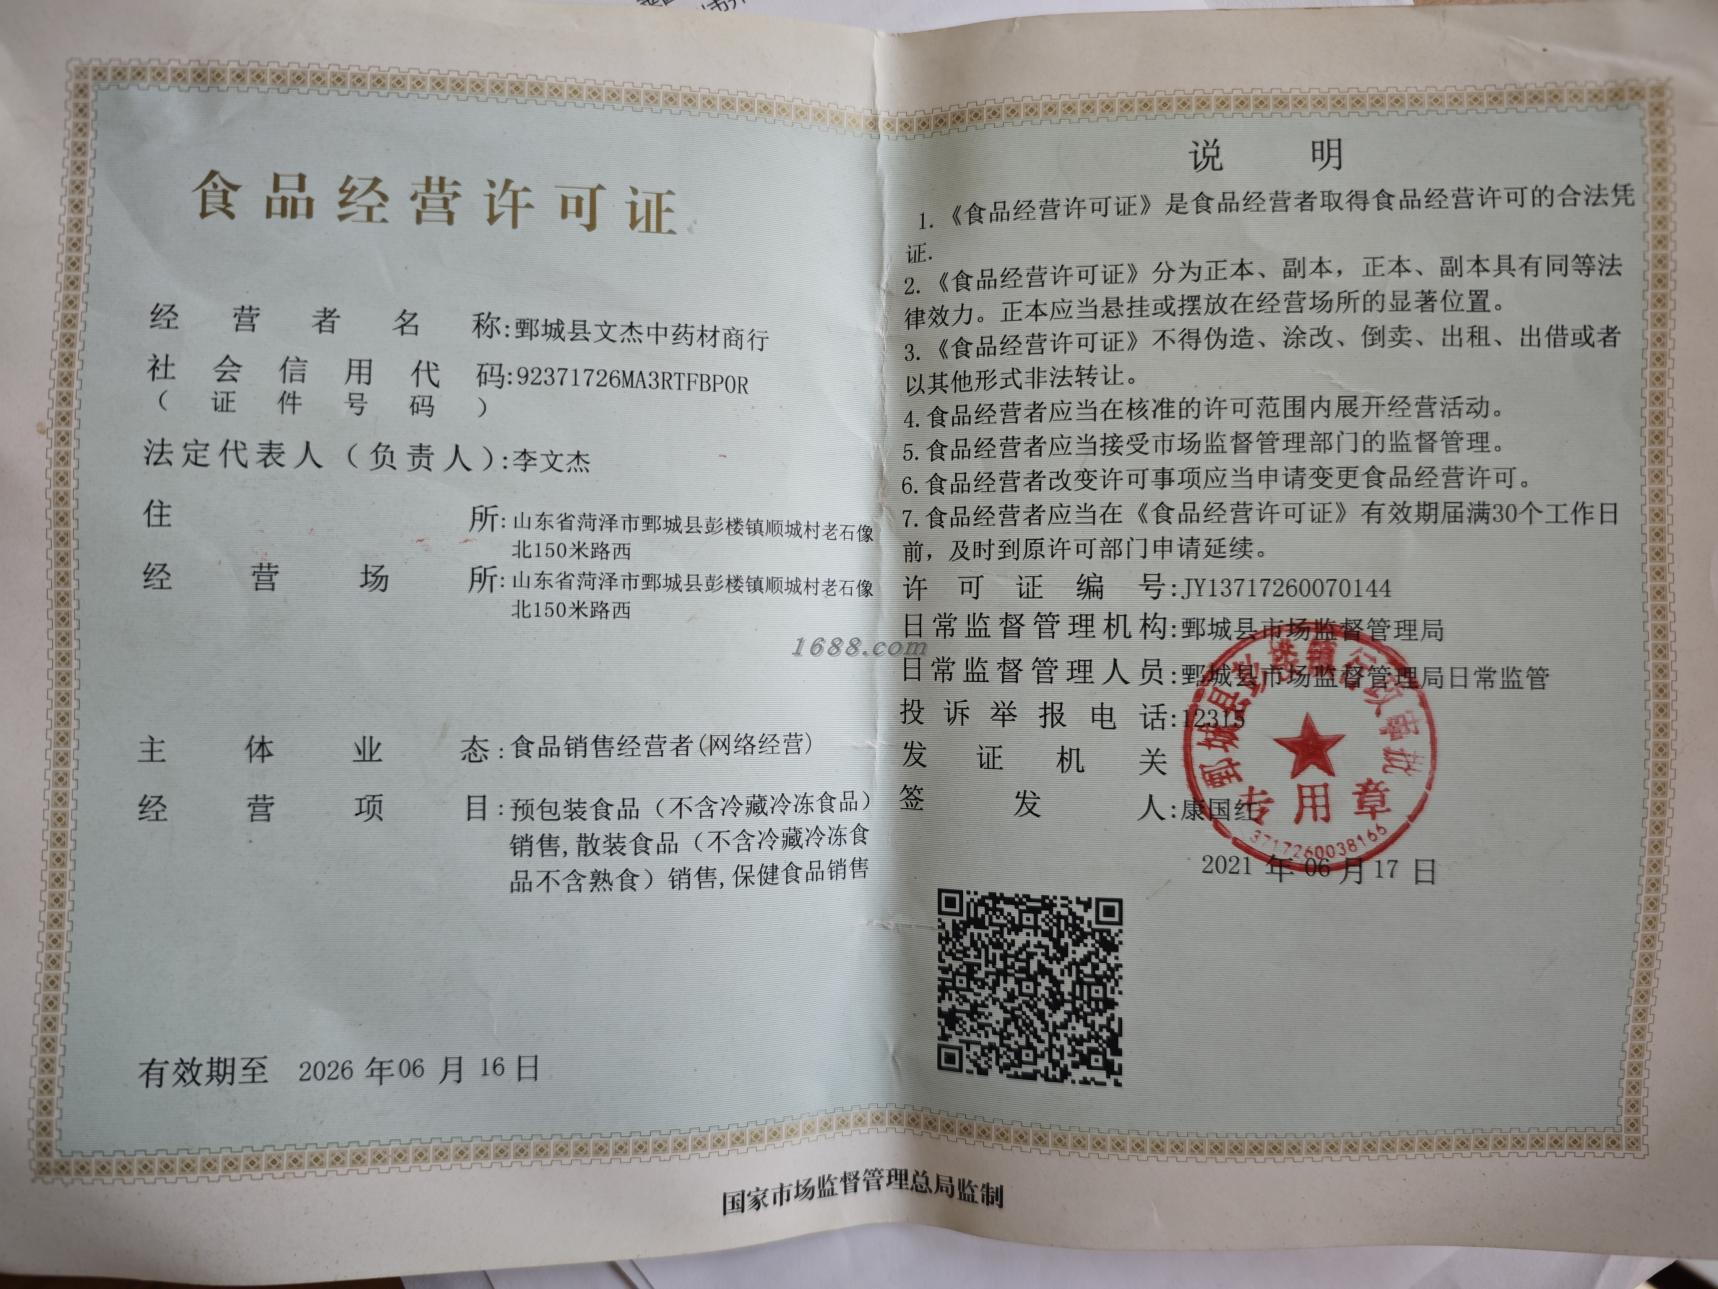 食品经营许可证
经营者名称:鄄城县文杰中药材商行
社会信用代码:92371726MA3RTFBP0R
（证件号码）
法定代表人（负责人）:李文杰
住所:山东省菏泽市鄄城县彭楼镇顺城村老石像
北150米路西
经营场所:山东省菏泽市鄄城县彭楼镇顺城村老石像
北150米路西
主体业态:食品销售经营者(网络经营)
经营项目:预包装食品（不含冷藏冷冻食品）
销售,散装食品（不含冷藏冷冻食
品不含熟食）销售,保健食品销售
有效期至 2026年06月16日
说明
1.《食品经营许可证》是食品经营者取得食品经营许可的合法凭
证.
2.《食品经营许可证》分为正本、副本，正本、副本具有同等法
律效力。正本应当悬挂或摆放在经营场所的显著位置。
3.《食品经营许可证》不得伪造、涂改、倒卖、出租、出借或者
以其他形式非法转让。
4.食品经营者应当在核准的许可范围内展开经营活动。
5.食品经营者应当接受市场监督管理部门的监督管理。
6.食品经营者改变许可事项应当申请变更食品经营许可。
7.食品经营者应当在《食品经营许可证》有效期届满30个工作日
前，及时到原许可部门申请延续。
许可证编号:JY13717260070144
日常监督管理机构:鄄城县市场监督管理局
日常监督管理人员:鄄城县市场监督管理局日常监管
投诉举报电话:12315
发证机关
签发人:康国红
2021年06月17日
鄄城县彭楼镇行政审批
专用章
3717260038166
1688.com
国家市场监督管理总局监制